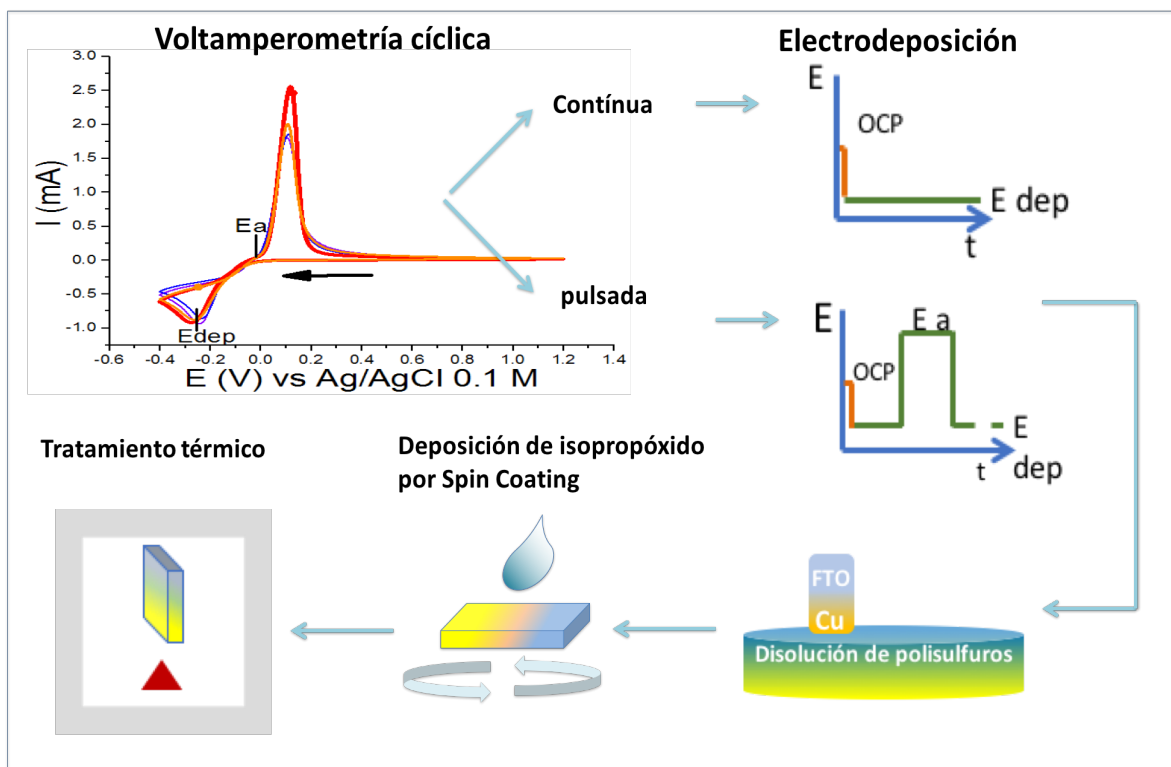 Voltamperometría cíclica
Electrodeposición
3.0
2.5
2.0
1.5
1.0
0.5
0.0
-0.5
-1.0
I (mA)
Ea
Edep
-0.6 -0.4 -0.2 0.0 0.2 0.4 0.6 0.8 1.0 1.2 1.4
E (V) vs Ag/AgCl 0.1 M
Contínua
pulsada
E
OCP
E dep
t
E
E a
OCP
E
t dep
Tratamiento térmico
Deposición de isopropóxido
por Spin Coating
FTO
Cu
Disolución de polisulfuros